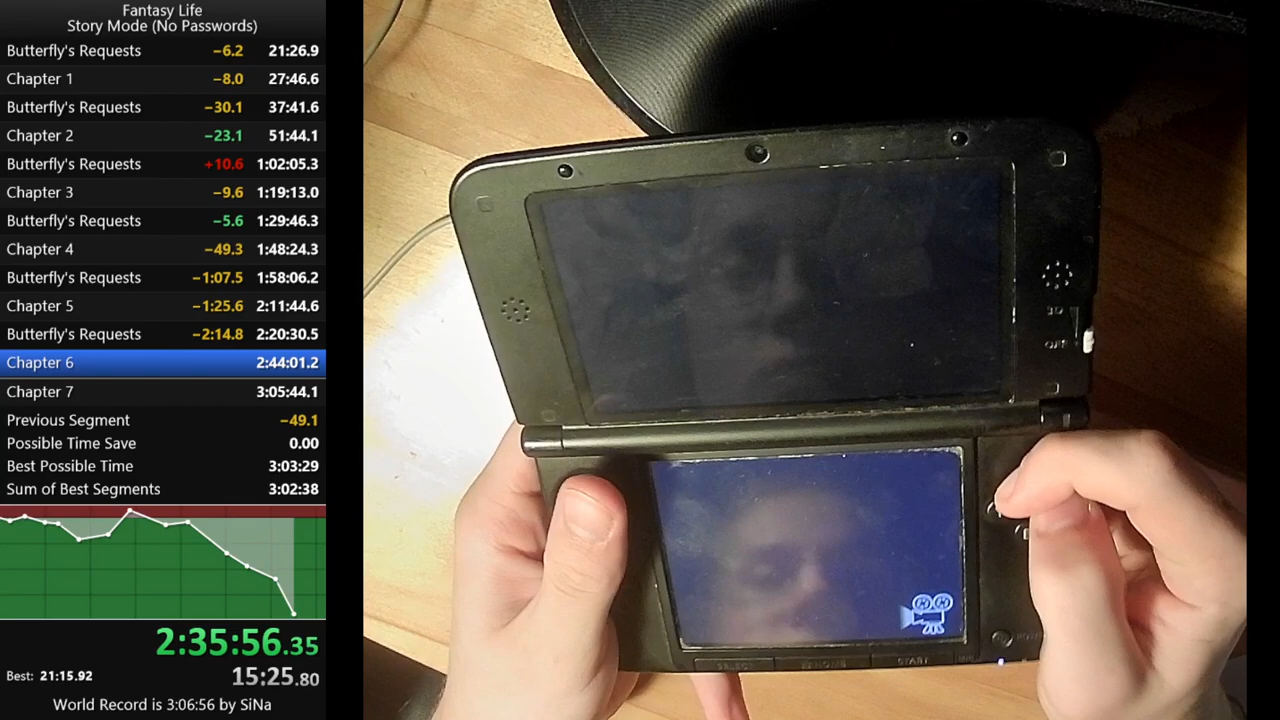 Fantasy Life
Story Mode (No Passwords)
Butterfly's Requests −6.2 21:26.9
Chapter 1 −8.0 27:46.6
Butterfly's Requests −30.1 37:41.6
Chapter 2 −23.1 51:44.1
Butterfly's Requests +10.6 1:02:05.3
Chapter 3 −9.6 1:19:13.0
Butterfly's Requests −5.6 1:29:46.3
Chapter 4 −49.3 1:48:24.3
Butterfly's Requests −1:07.5 1:58:06.2
Chapter 5 −1:25.6 2:11:44.6
Butterfly's Requests −2:14.8 2:20:30.5
Chapter 6 2:44:01.2
Chapter 7 3:05:44.1
Previous Segment −49.1
Possible Time Save 0.00
Best Possible Time 3:03:29
Sum of Best Segments 3:02:38
2:35:56.35
Best: 21:15.92 15:25.80
World Record is 3:06:56 by SiNa
3D
OFF
SELECT HOME START